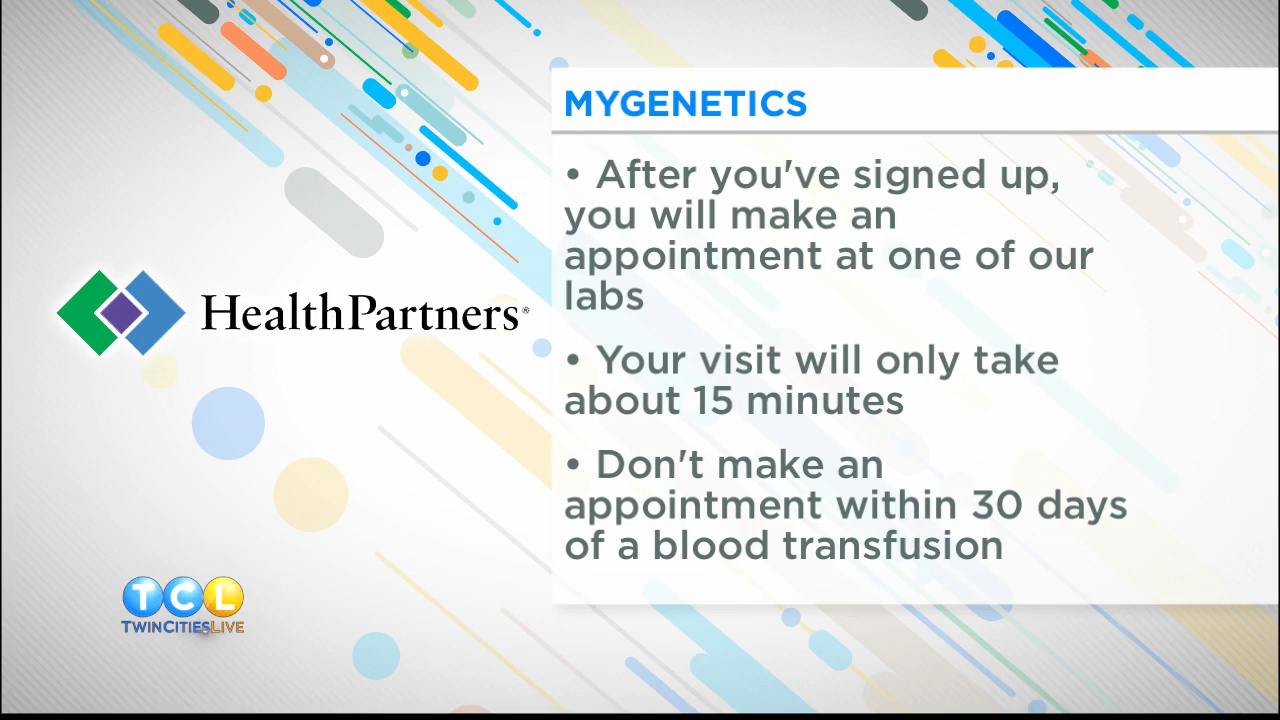 MYGENETICS
• After you've signed up,
you will make an
appointment at one of our
labs
• Your visit will only take
about 15 minutes
• Don't make an
appointment within 30 days
of a blood transfusion
HealthPartners®
TCL
TWINCITIESLIVE